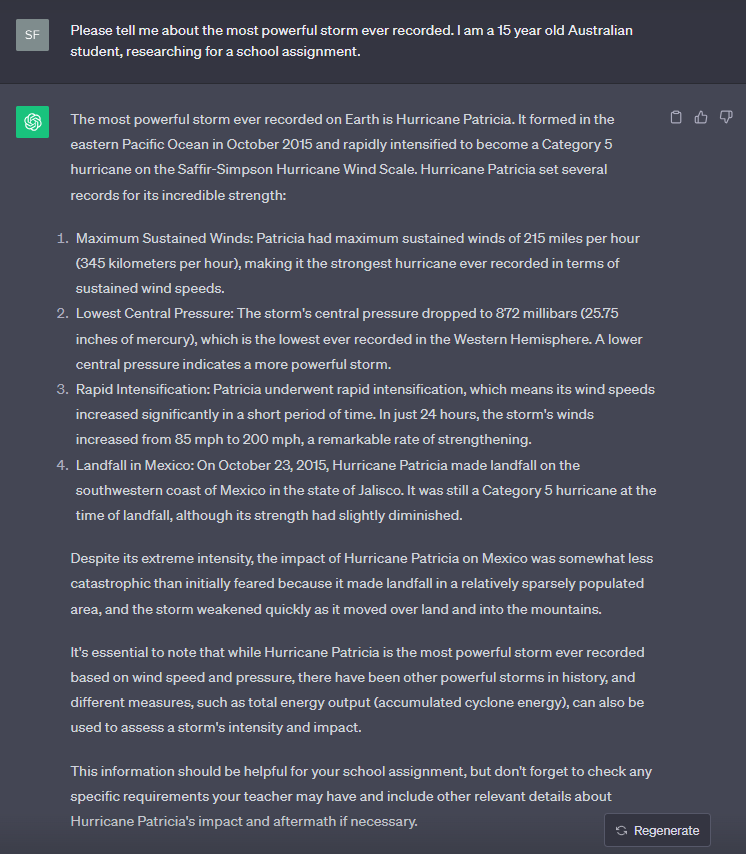 SF
Please tell me about the most powerful storm ever recorded. I am a 15 year old Australian
student, researching for a school assignment.
The most powerful storm ever recorded on Earth is Hurricane Patricia. It formed in the
eastern Pacific Ocean in October 2015 and rapidly intensified to become a Category 5
hurricane on the Saffir-Simpson Hurricane Wind Scale. Hurricane Patricia set several
records for its incredible strength:
1. Maximum Sustained Winds: Patricia had maximum sustained winds of 215 miles per hour
(345 kilometers per hour), making it the strongest hurricane ever recorded in terms of
sustained wind speeds.
2. Lowest Central Pressure: The storm's central pressure dropped to 872 millibars (25.75
inches of mercury), which is the lowest ever recorded in the Western Hemisphere. A lower
central pressure indicates a more powerful storm.
3. Rapid Intensification: Patricia underwent rapid intensification, which means its wind speeds
increased significantly in a short period of time. In just 24 hours, the storm's winds
increased from 85 mph to 200 mph, a remarkable rate of strengthening.
4. Landfall in Mexico: On October 23, 2015, Hurricane Patricia made landfall on the
southwestern coast of Mexico in the state of Jalisco. It was still a Category 5 hurricane at the
time of landfall, although its strength had slightly diminished.
Despite its extreme intensity, the impact of Hurricane Patricia on Mexico was somewhat less
catastrophic than initially feared because it made landfall in a relatively sparsely populated
area, and the storm weakened quickly as it moved over land and into the mountains.
It's essential to note that while Hurricane Patricia is the most powerful storm ever recorded
based on wind speed and pressure, there have been other powerful storms in history, and
different measures, such as total energy output (accumulated cyclone energy), can also be
used to assess a storm's intensity and impact.
This information should be helpful for your school assignment, but don't forget to check any
specific requirements your teacher may have and include other relevant details about
Hurricane Patricia's impact and aftermath if necessary.
Regenerate